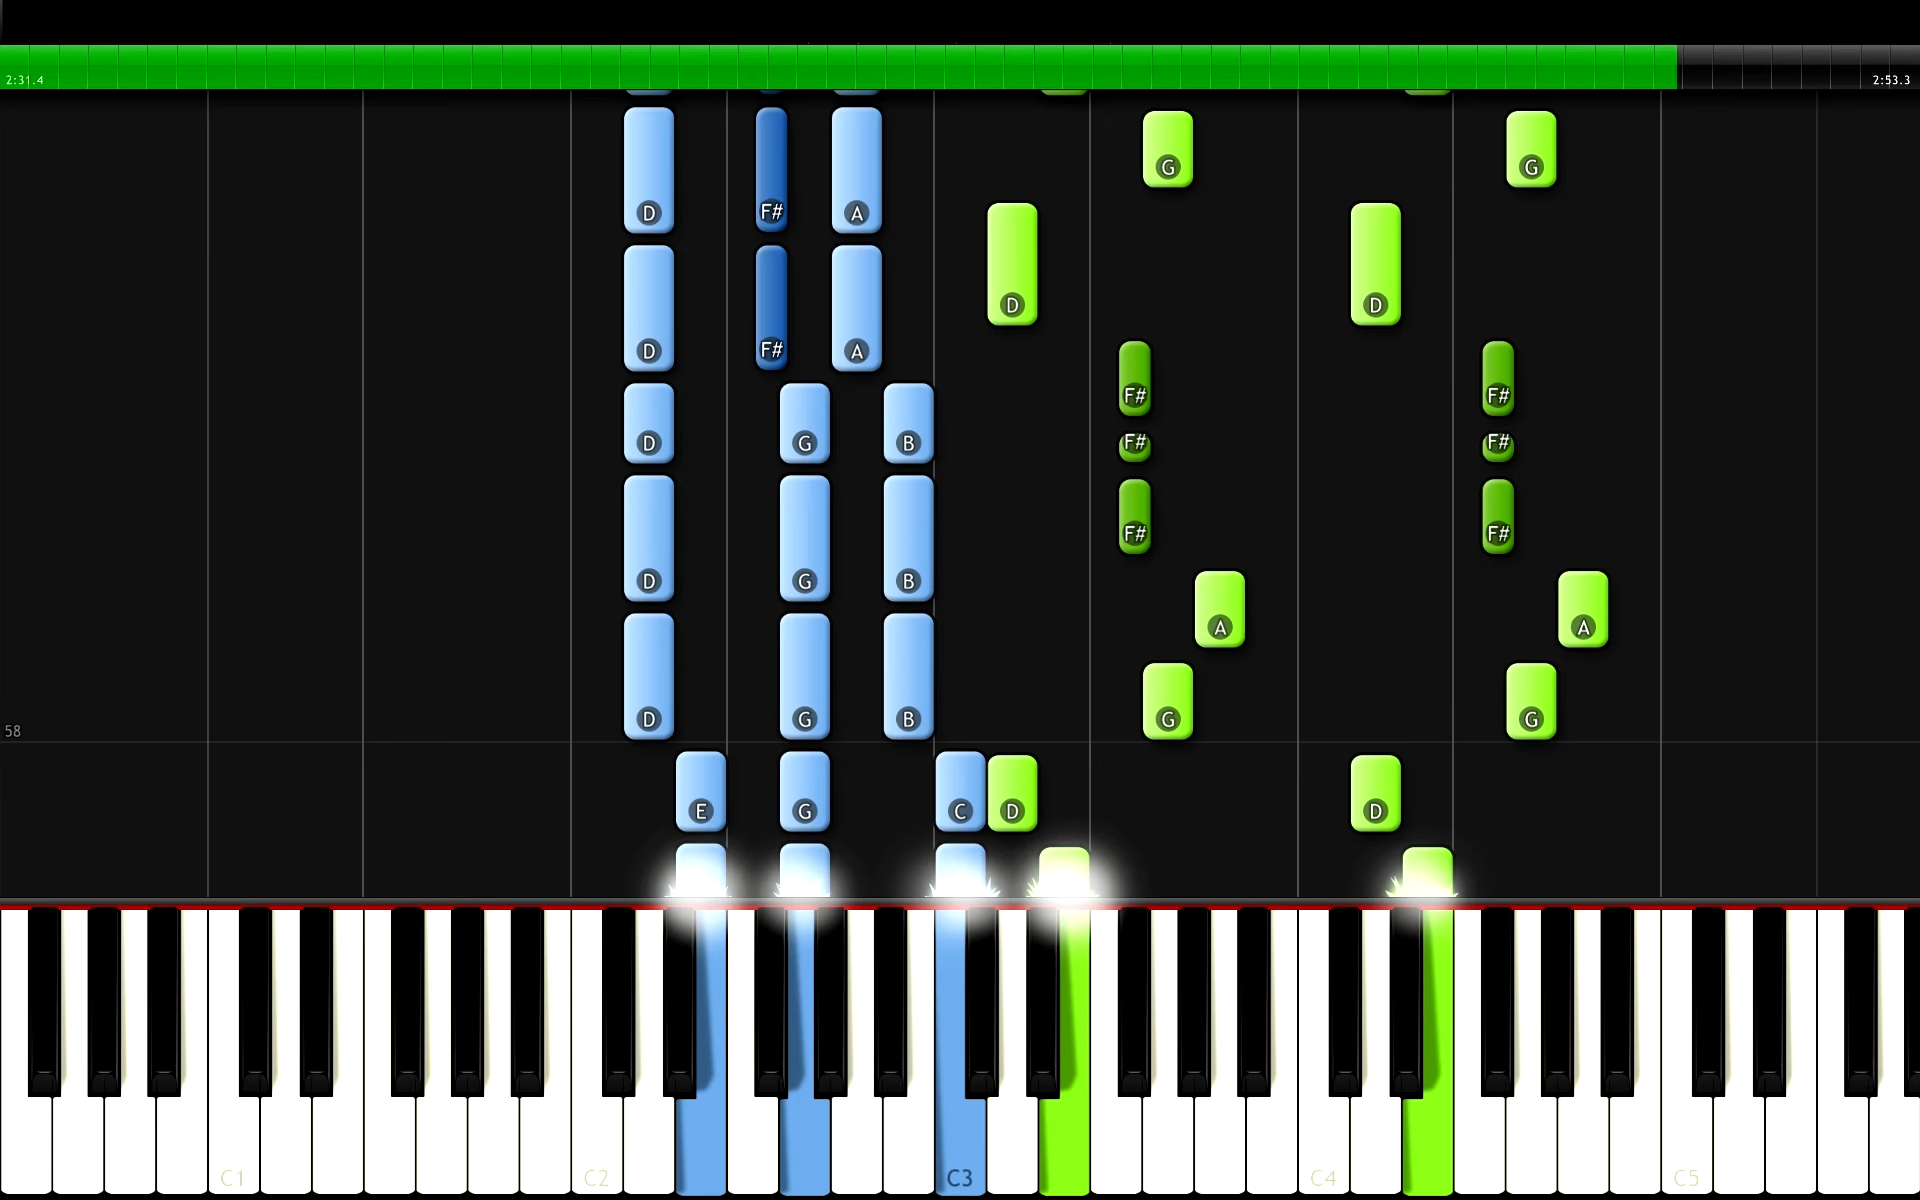 2:31.4 2:53.3
G G
D F# A
D D
D F# A
F# F#
D G B F# F#
F# F#
D G B
A A
D G B G G
58
E G C D D
C1 C2 C3 C4 C5